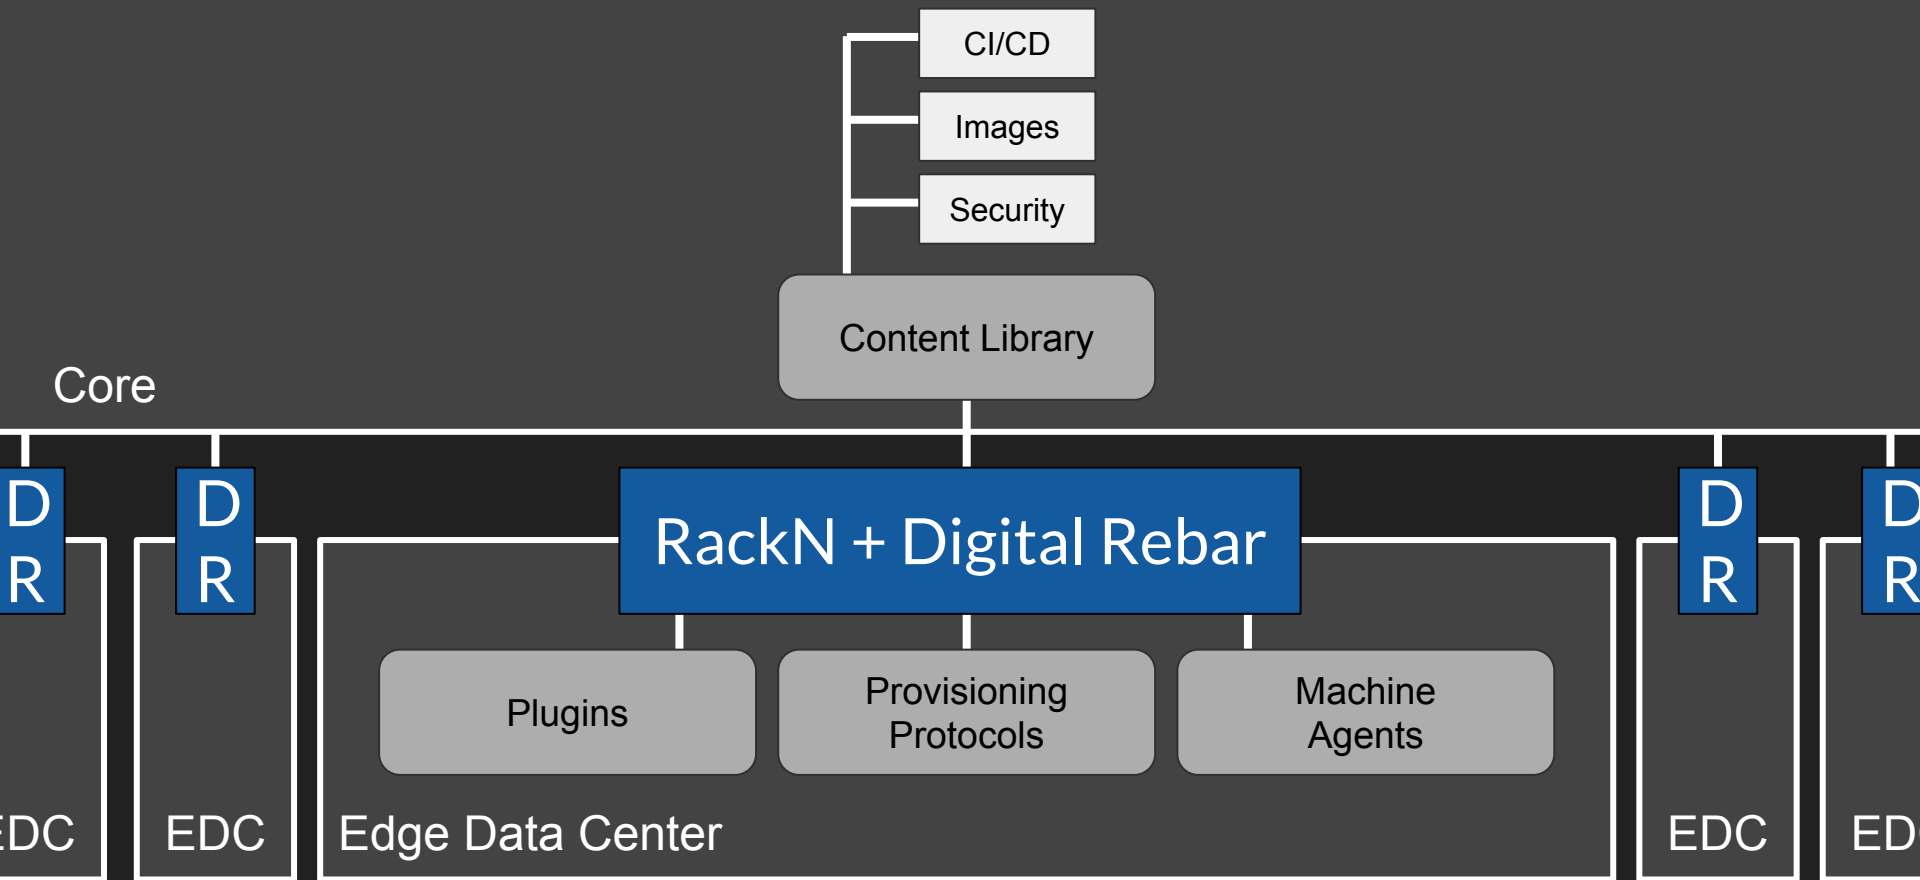 CI/CD
Images
Security
Content Library
Core
D
R
D
R
RackN + Digital Rebar
D
R
D
R
Plugins
Provisioning
Protocols
Machine
Agents
EDC
EDC
Edge Data Center
EDC
EDC